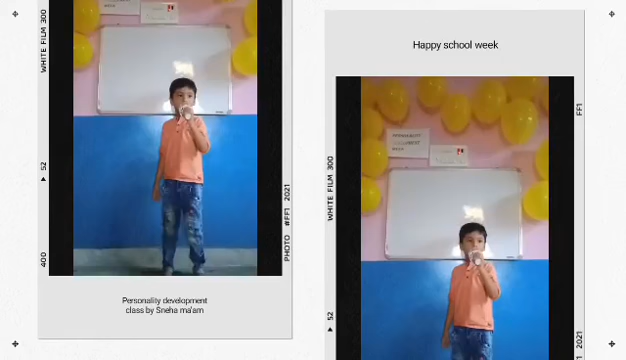 WHITE FILM 300
52
400
PHOTO #FF1 2021
Personality development
class by Sneha ma'am
Happy school week
FF1
WHITE FILM 300
52
2021